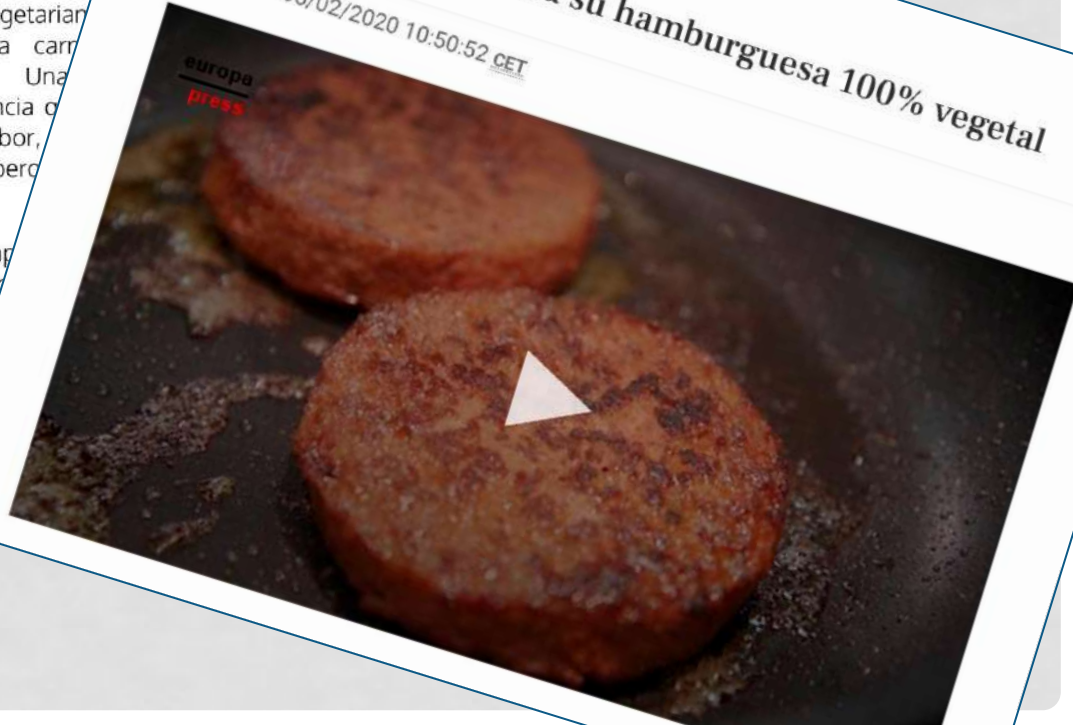 su hamburguesa 100% vegetal
/02/2020 10:50:52 CET
europa
press
getarian
a carn
Una
ncia
bor,
pero